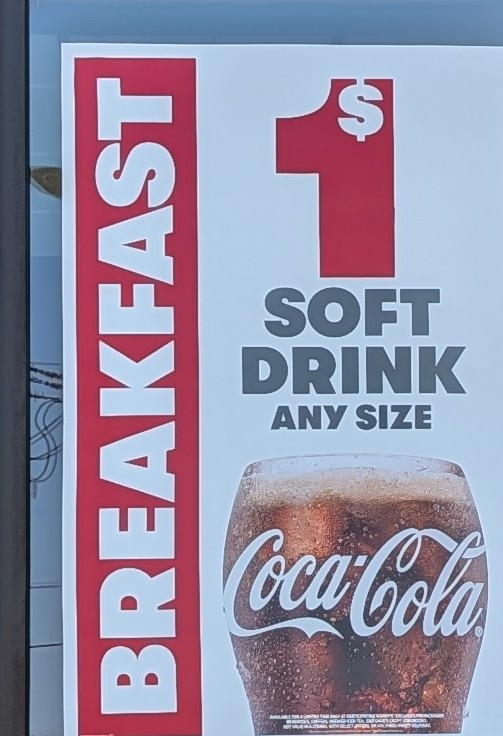 BREAKFAST
1$
SOFT
DRINK
ANY SIZE
Coca-Cola